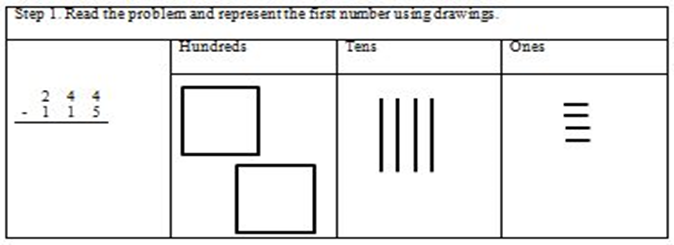 Step 1. Read the problem and represent the first number using drawings.
Hundreds Tens Ones
2 4 4
- 1 1 5